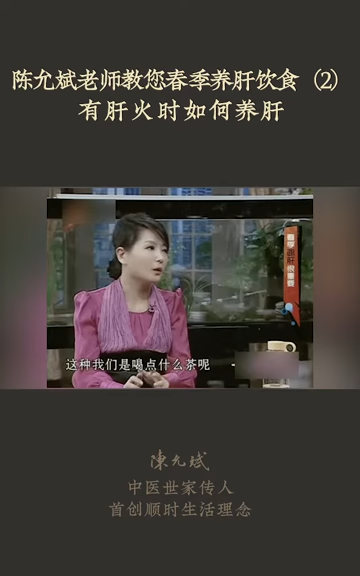 陈允斌老师教您春季养肝饮食（2）
有肝火时如何养肝
这种我们是喝点什么茶呢
陳允斌
中医世家传人
首创顺时生活理念